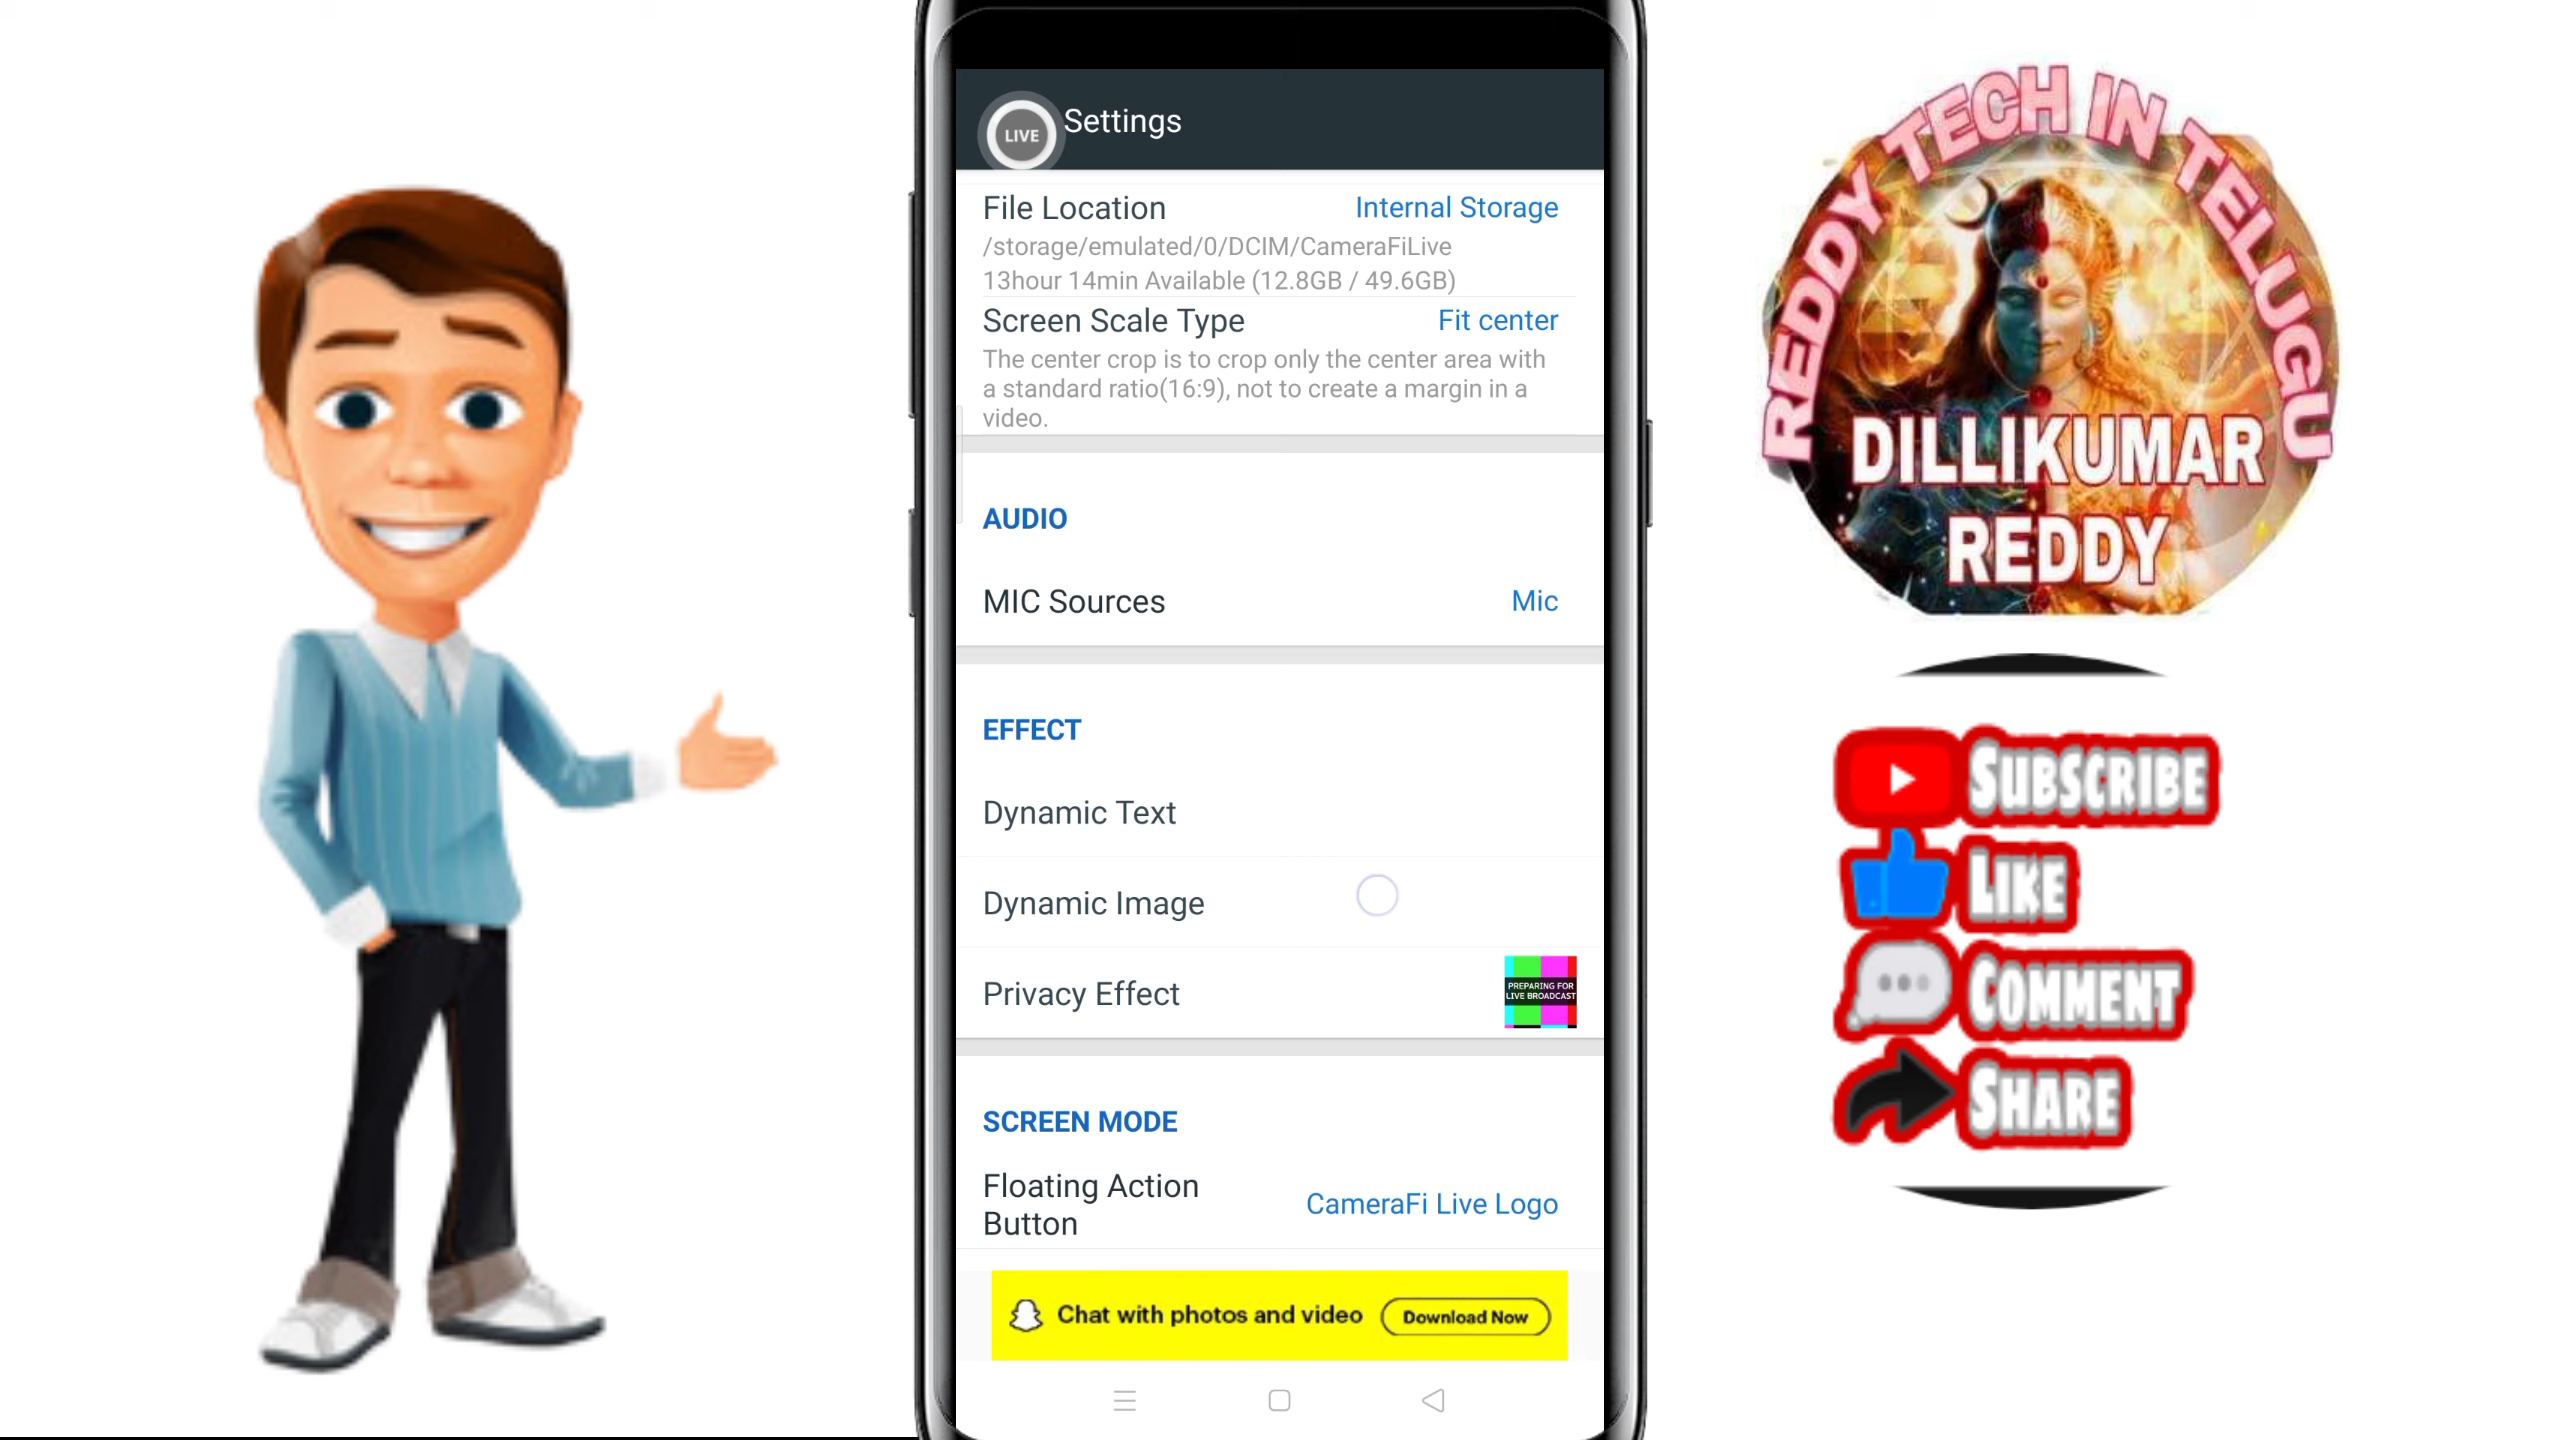 LIVE
Settings
File Location
Internal Storage
/storage/emulated/0/DCIM/CameraFiLive
13hour 14min Available (12.8GB / 49.6GB)
Screen Scale Type
Fit center
The center crop is to crop only the center area with
a standard ratio(16:9), not to create a margin in a
video.
AUDIO
MIC Sources
Mic
EFFECT
Dynamic Text
Dynamic Image
Privacy Effect
PREPARING FOR
LIVE BROADCAST
SCREEN MODE
Floating Action
Button
CameraFi Live Logo
Chat with photos and video
Download Now
REDDY TECH IN TELUGU
DILLIKUMAR
REDDY
SUBSCRIBE
LIKE
COMMENT
SHARE